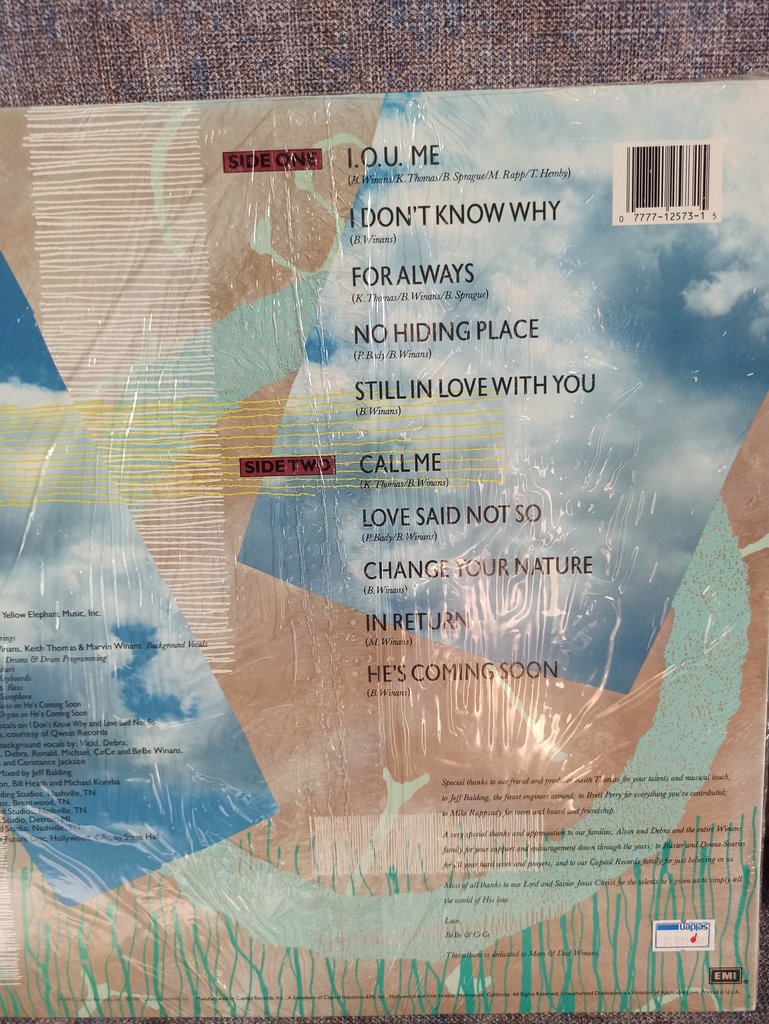 SIDE ONE
I.O.U. ME
(B. Winans/K. Thomas/B. Sprague/M. Rapp/T. Hemby)
I DON'T KNOW WHY
(B. Winans)
FOR ALWAYS
(K. Thomas/B. Winans/B. Sprague)
NO HIDING PLACE
(P. Bady/B. Winans)
STILL IN LOVE WITH YOU
(B. Winans)
SIDE TWO
CALL ME
(K. Thomas/B. Winans)
LOVE SAID NOT SO
(P. Bady/B. Winans)
CHANGE YOUR NATURE
(B. Winans)
IN RETURN
(M. Winans)
HE'S COMING SOON
(B. Winans)
0 7777-12573-1 5
Yellow Elephant Music, Inc.
Winans, Keith Thomas & Marvin Winans Background Vocals
Drums & Drum Programming
Keyboards
Bass
Saxophone
on He's Coming Soon
Organ on He's Coming Soon
vocals on I Don't Know Why and Love Said Not So
courtesy of Qwest Records
background vocals by: Vicki, Debra,
Debra, Ronald, Michael, CeCe and BeBe Winans,
and Constance Jackson
Mixed by Jeff Balding
Bill Heath and Michael Koreba
Studios, Nashville, TN.
Brentwood, TN.
Studios, Nashville, TN.
Studio, Detroit, MI.
Studio, Nashville, TN.
Disc, Hollywood, CA., by Steve Hall
Special thanks to our friend and producer Keith Thomas for your talents and musical touch,
to Jeff Balding, the finest engineer around; to Brett Perry for everything you've contributed;
to Mike Rapp/ady for room and board and friendship.
A very special thanks and appreciation to our families, Alvin and Debra and the entire Winans
family for your support and encouragement down through the years; to Buster and Donna Soaries
for all your hard work and prayers; and to our Capitol Records family for just believing in us.
Most of all thanks to our Lord and Savior Jesus Christ for the talents he's given us to simply tell
the world of His love.
Love,
BeBe & CeCe
This album is dedicated to Mom & Dad Winans.
EMI
Manufactured by Capitol Records, Inc., A Subsidiary of Capitol Industries-EMI, Inc., Hollywood and Vine Streets, Hollywood, California. All Rights Reserved. Unauthorized Duplication is a Violation of Applicable Laws. Printed in U.S.A.